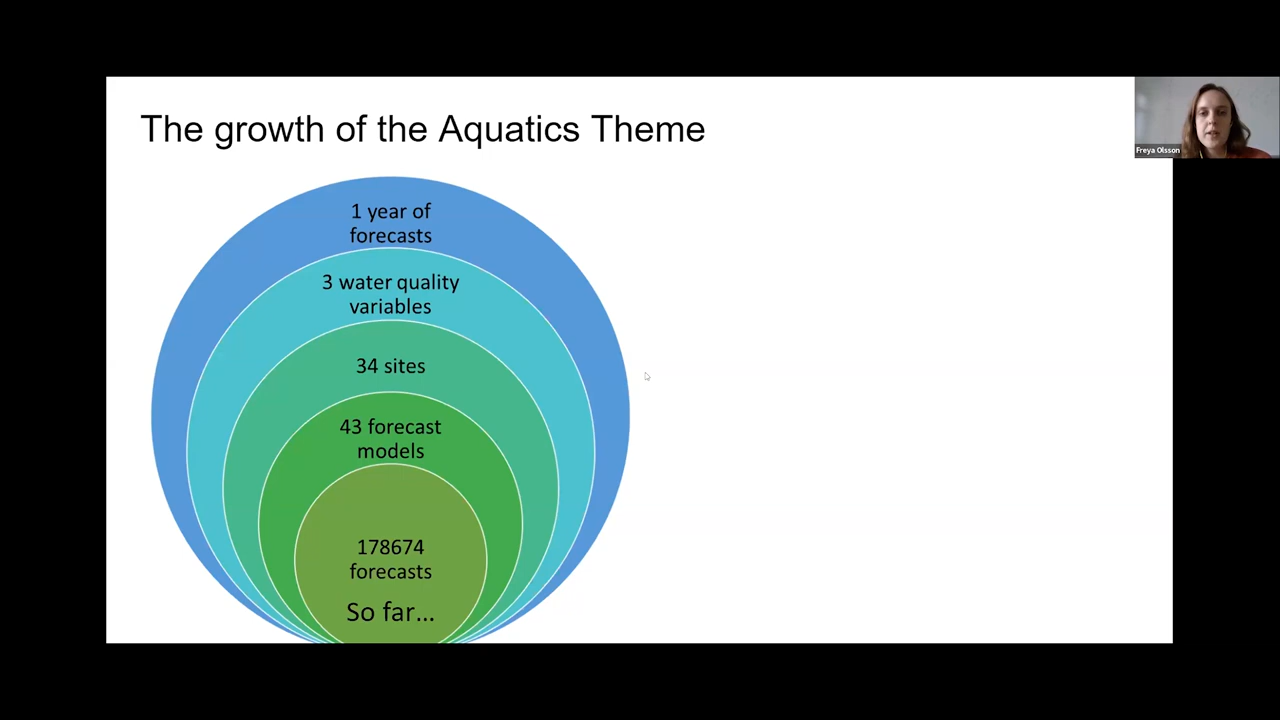 The growth of the Aquatics Theme
Freya Olsson
1 year of
forecasts
3 water quality
variables
34 sites
43 forecast
models
178674
forecasts
So far...